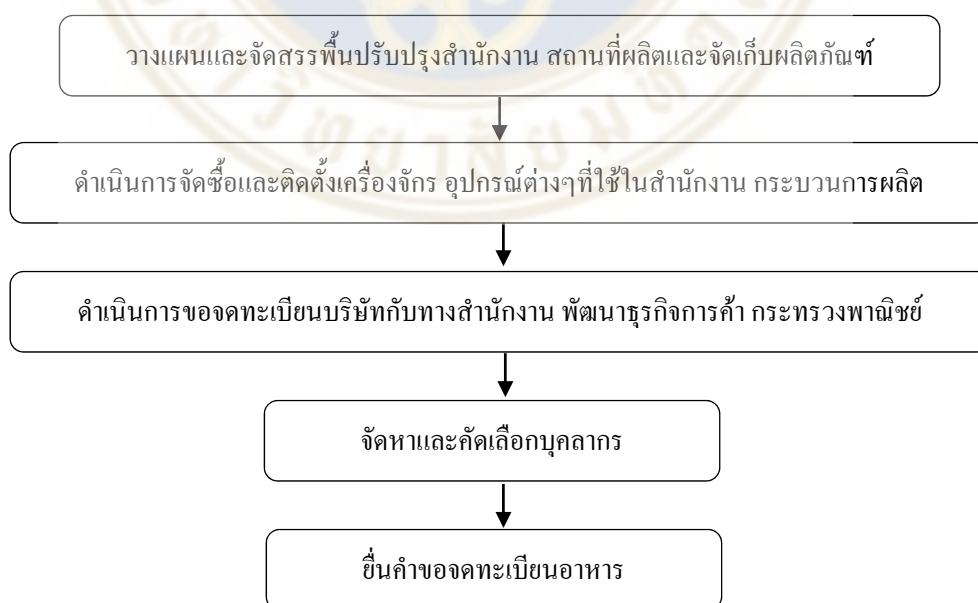 วางแผนและจัดสรรพื้นปรับปรุงสำนักงาน สถานที่ผลิตและจัดเก็บผลิตภัณฑ์
ดำเนินการจัดซื้อและติดตั้งเครื่องจักร อุปกรณ์ต่างๆที่ใช้ในสำนักงาน กระบวนการผลิต
ดำเนินการขอจดทะเบียนบริษัทกับทางสำนักงาน พัฒนาธุรกิจการค้า กระทรวงพาณิชย์
จัดหาและคัดเลือกบุคลากร
ยื่นคำขอจดทะเบียนอาหาร